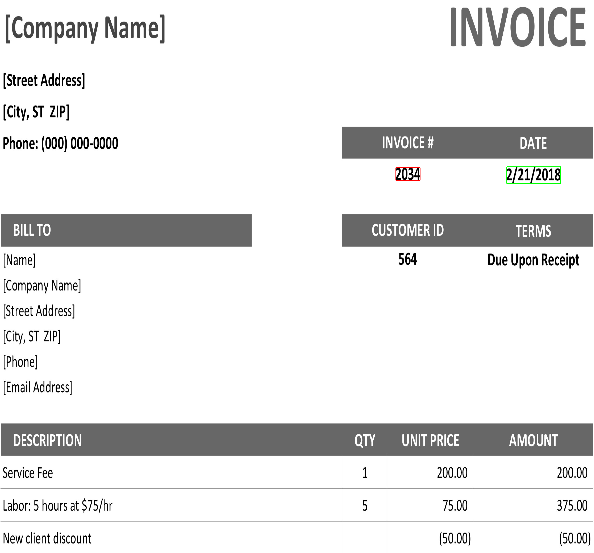 [Company Name] INVOICE
[Street Address]
[City, ST ZIP]
Phone: (000) 000-0000
INVOICE # DATE
2034 2/21/2018
BILL TO
CUSTOMER ID TERMS
564 Due Upon Receipt
[Name]
[Company Name]
[Street Address]
[City, ST ZIP]
[Phone]
[Email Address]
DESCRIPTION QTY UNIT PRICE AMOUNT
Service Fee 1 200.00 200.00
Labor: 5 hours at $75/hr 5 75.00 375.00
New client discount (50.00) (50.00)